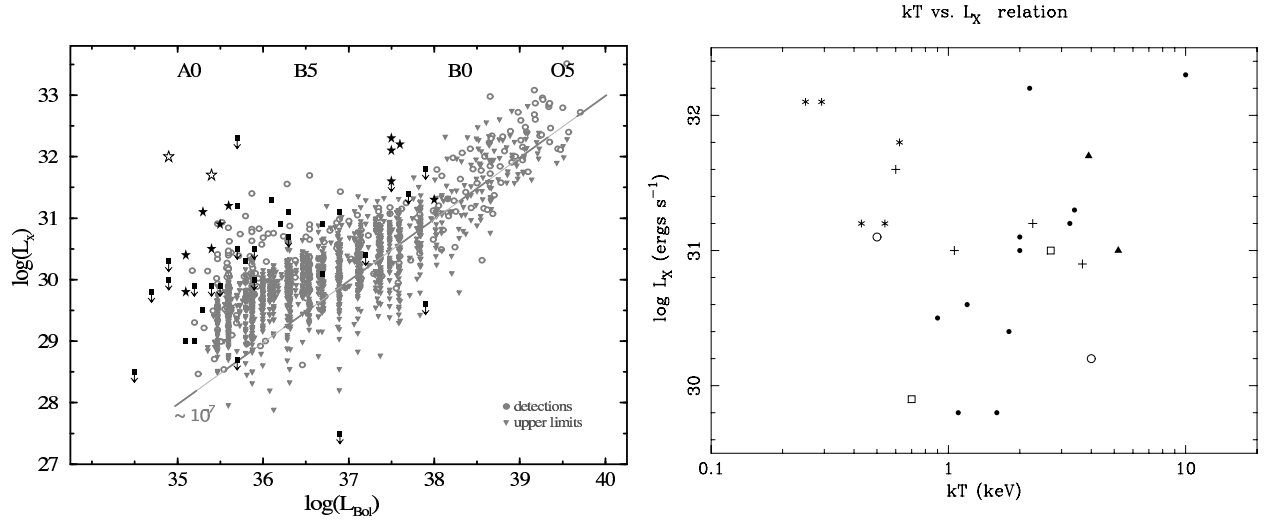 A0 B5 B0 O5
33
32
31
30
29
28
27
35 36 37 38 39 40
log(L_x)
log(L_Bol)
~ 10^7
detections
upper limits
kT vs. L_X relation
32
31
30
0.1 1 10
log L_X (ergs s^-1)
kT (keV)